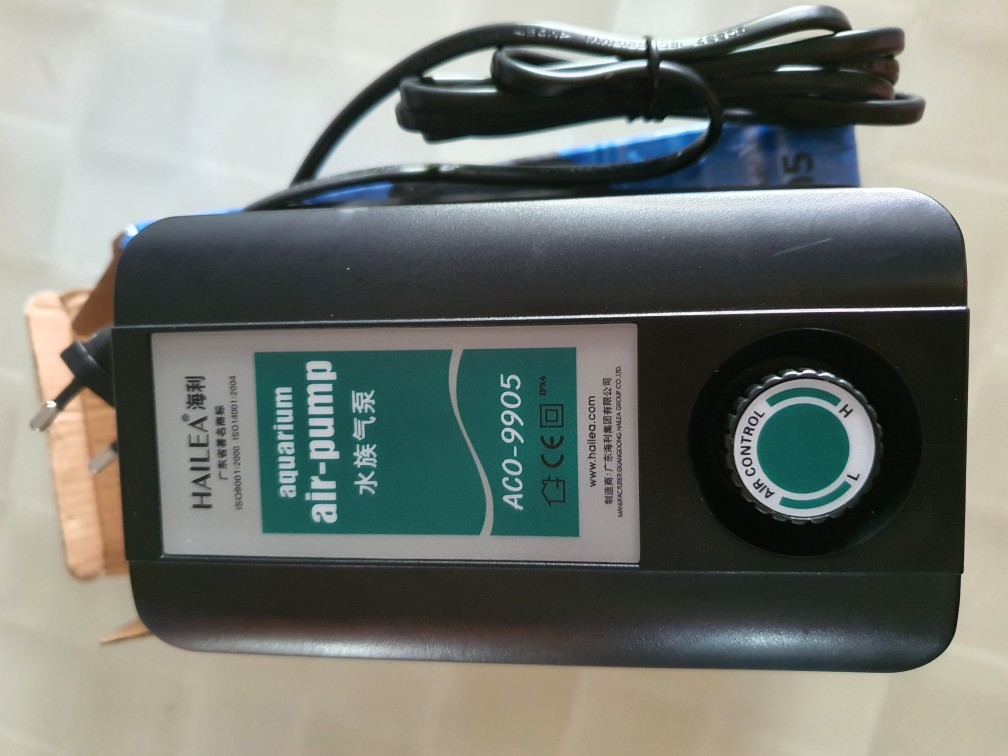 HAILEA® 海利
广东省著名商标
ISO9001:2000 ISO14001:2004
aquarium
air-pump
水族气泵
ACO-9905
CE IPX4
www.hailea.com
制造商:广东海利集团有限公司
MANUFACTURER:GUANGDONG HAILEA GROUP CO.,LTD.
AIR CONTROL
L H